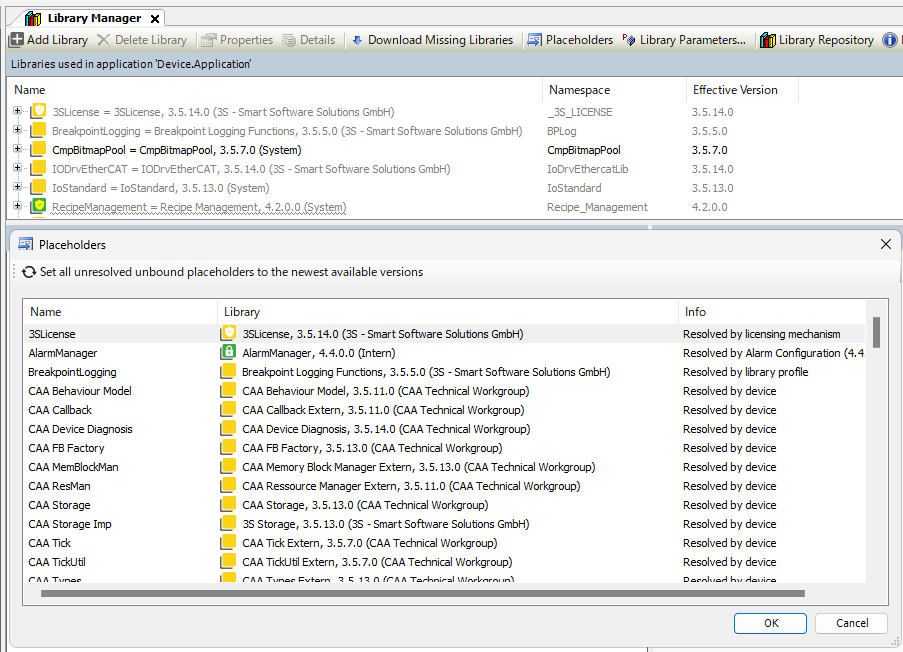 Library Manager
Add Library Delete Library Properties Details Download Missing Libraries Placeholders Library Parameters... Library Repository
Libraries used in application 'Device.Application'
Name Namespace Effective Version
3SLicense = 3SLicense, 3.5.14.0 (3S - Smart Software Solutions GmbH) _3S_LICENSE 3.5.14.0
BreakpointLogging = Breakpoint Logging Functions, 3.5.5.0 (3S - Smart Software Solutions GmbH) BPLog 3.5.5.0
CmpBitmapPool = CmpBitmapPool, 3.5.7.0 (System) CmpBitmapPool 3.5.7.0
IODrvEtherCAT = IODrvEtherCAT, 3.5.14.0 (3S - Smart Software Solutions GmbH) IoDrvEthercatLib 3.5.14.0
IoStandard = IoStandard, 3.5.13.0 (System) IoStandard 3.5.13.0
RecipeManagement = Recipe Management, 4.2.0.0 (System) Recipe_Management 4.2.0.0
Placeholders
Set all unresolved unbound placeholders to the newest available versions
Name Library Info
3SLicense 3SLicense, 3.5.14.0 (3S - Smart Software Solutions GmbH) Resolved by licensing mechanism
AlarmManager AlarmManager, 4.4.0.0 (Intern) Resolved by Alarm Configuration (4.4
BreakpointLogging Breakpoint Logging Functions, 3.5.5.0 (3S - Smart Software Solutions GmbH) Resolved by library profile
CAA Behaviour Model CAA Behaviour Model, 3.5.11.0 (CAA Technical Workgroup) Resolved by device
CAA Callback CAA Callback Extern, 3.5.11.0 (CAA Technical Workgroup) Resolved by device
CAA Device Diagnosis CAA Device Diagnosis, 3.5.14.0 (CAA Technical Workgroup) Resolved by device
CAA FB Factory CAA FB Factory, 3.5.13.0 (CAA Technical Workgroup) Resolved by device
CAA MemBlockMan CAA Memory Block Manager Extern, 3.5.13.0 (CAA Technical Workgroup) Resolved by device
CAA ResMan CAA Ressource Manager Extern, 3.5.11.0 (CAA Technical Workgroup) Resolved by device
CAA Storage CAA Storage, 3.5.13.0 (CAA Technical Workgroup) Resolved by device
CAA Storage Imp 3S Storage, 3.5.13.0 (3S - Smart Software Solutions GmbH) Resolved by device
CAA Tick CAA Tick Extern, 3.5.7.0 (CAA Technical Workgroup) Resolved by device
CAA TickUtil CAA TickUtil Extern, 3.5.7.0 (CAA Technical Workgroup) Resolved by device
CAA Types CAA Types Extern, 3.5.13.0 (CAA Technical Workgroup) Resolved by device
OK Cancel